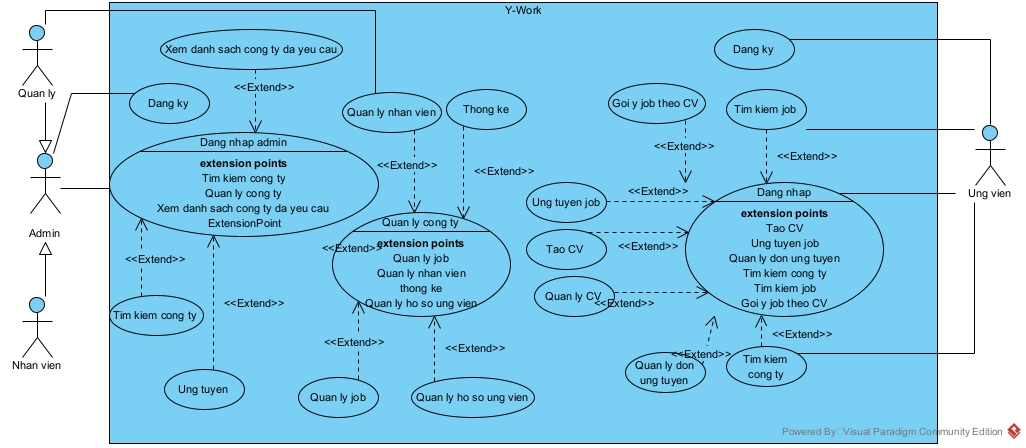 Y-Work
Quan ly
Admin
Nhan vien
Ung vien
Xem danh sach cong ty da yeu cau
<<Extend>>
Dang ky
Dang nhap admin
extension points
Tim kiem cong ty
Quan ly cong ty
Xem danh sach cong ty da yeu cau
ExtensionPoint
<<Extend>>
Tim kiem cong ty
<<Extend>>
Ung tuyen
Quan ly nhan vien
<<Extend>>
Thong ke
<<Extend>>
Quan ly cong ty
<<Extend>>
extension points
Quan ly job
Quan ly nhan vien
thong ke
Quan ly ho so ung vien
<<Extend>>
Quan ly job
<<Extend>>
Quan ly ho so ung vien
Dang ky
Goi y job theo CV
<<Extend>>
Tim kiem job
<<Extend>>
Ung tuyen job
<<Extend>>
Tao CV
<<Extend>>
Quan ly CV
<<Extend>>
Dang nhap
extension points
Tao CV
Ung tuyen job
Quan ly don ung tuyen
Tim kiem cong ty
Tim kiem job
Goi y job theo CV
<<Extend>>
Quan ly don
ung tuyen
<<Extend>>
Tim kiem
cong ty
Powered By: Visual Paradigm Community Edition